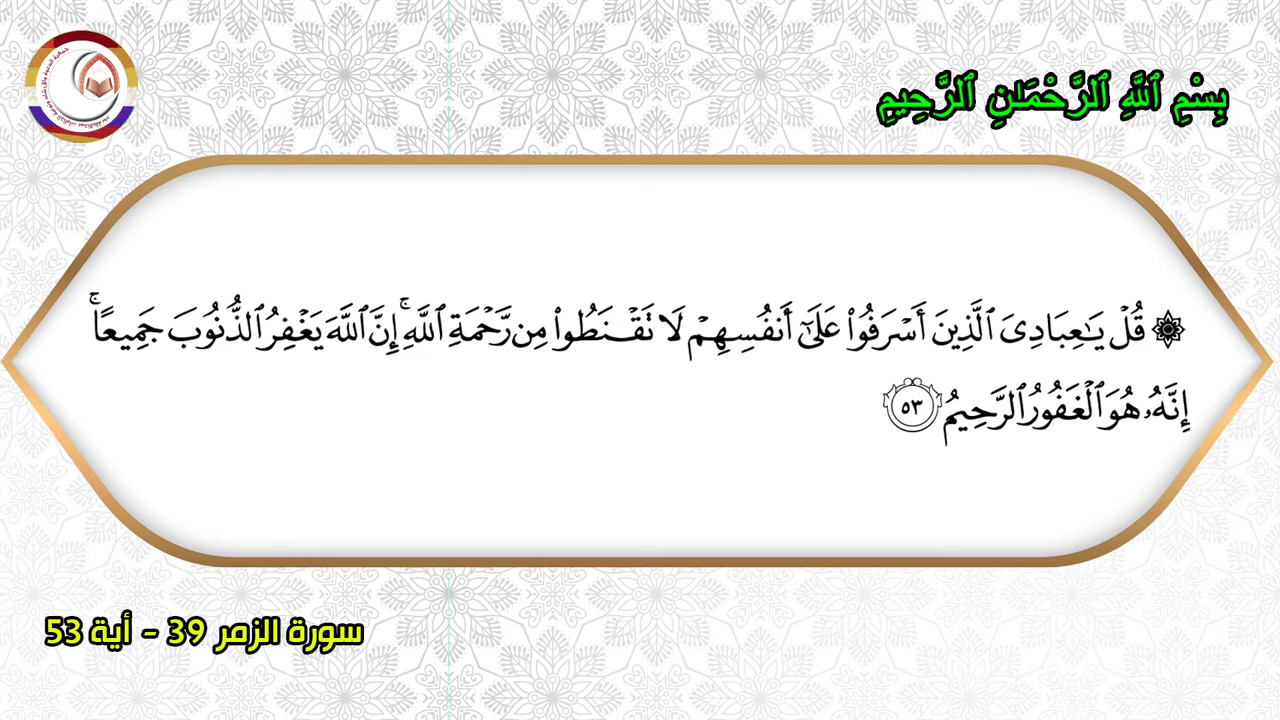 بِسْمِ ٱللَّهِ ٱلرَّحْمَـٰنِ ٱلرَّحِيمِ
۞ قُلْ يَـٰعِبَادِىَ ٱلَّذِينَ أَسْرَفُوا۟ عَلَىٰٓ أَنفُسِهِمْ لَا تَقْنَطُوا۟ مِن رَّحْمَةِ ٱللَّهِ ۚ إِنَّ ٱللَّهَ يَغْفِرُ ٱلذُّنُوبَ جَمِيعًا ۚ
إِنَّهُۥ هُوَ ٱلْغَفُورُ ٱلرَّحِيمُ ٥٣
سورة الزمر 39 - أية 53